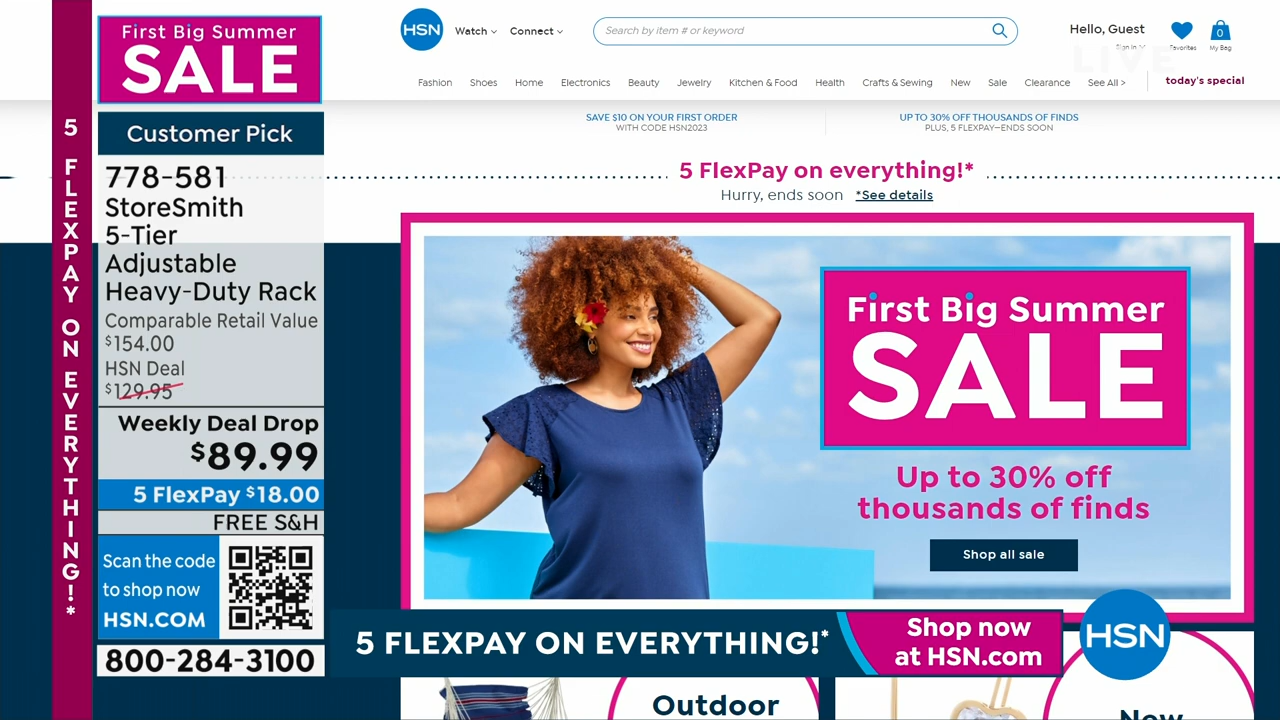 5 FLEXPAY ON EVERYTHING!*
First Big Summer
SALE
Customer Pick
778-581
StoreSmith
5-Tier
Adjustable
Heavy-Duty Rack
Comparable Retail Value
$154.00
HSN Deal
$129.95
Weekly Deal Drop
$89.99
5 FlexPay $18.00
FREE S&H
Scan the code
to shop now
HSN.COM
800-284-3100
HSN
Watch
Connect
Search by item # or keyword
Hello, Guest
Sign in
Favorites
0
My Bag
LIVE
Fashion Shoes Home Electronics Beauty Jewelry Kitchen & Food Health Crafts & Sewing New Sale Clearance See All > today's special
SAVE $10 ON YOUR FIRST ORDER
WITH CODE HSN2023
UP TO 30% OFF THOUSANDS OF FINDS
PLUS, 5 FLEXPAY—ENDS SOON
5 FlexPay on everything!*
Hurry, ends soon *See details
First Big Summer
SALE
Up to 30% off
thousands of finds
Shop all sale
5 FLEXPAY ON EVERYTHING!*
Shop now
at HSN.com
HSN
Outdoor
New